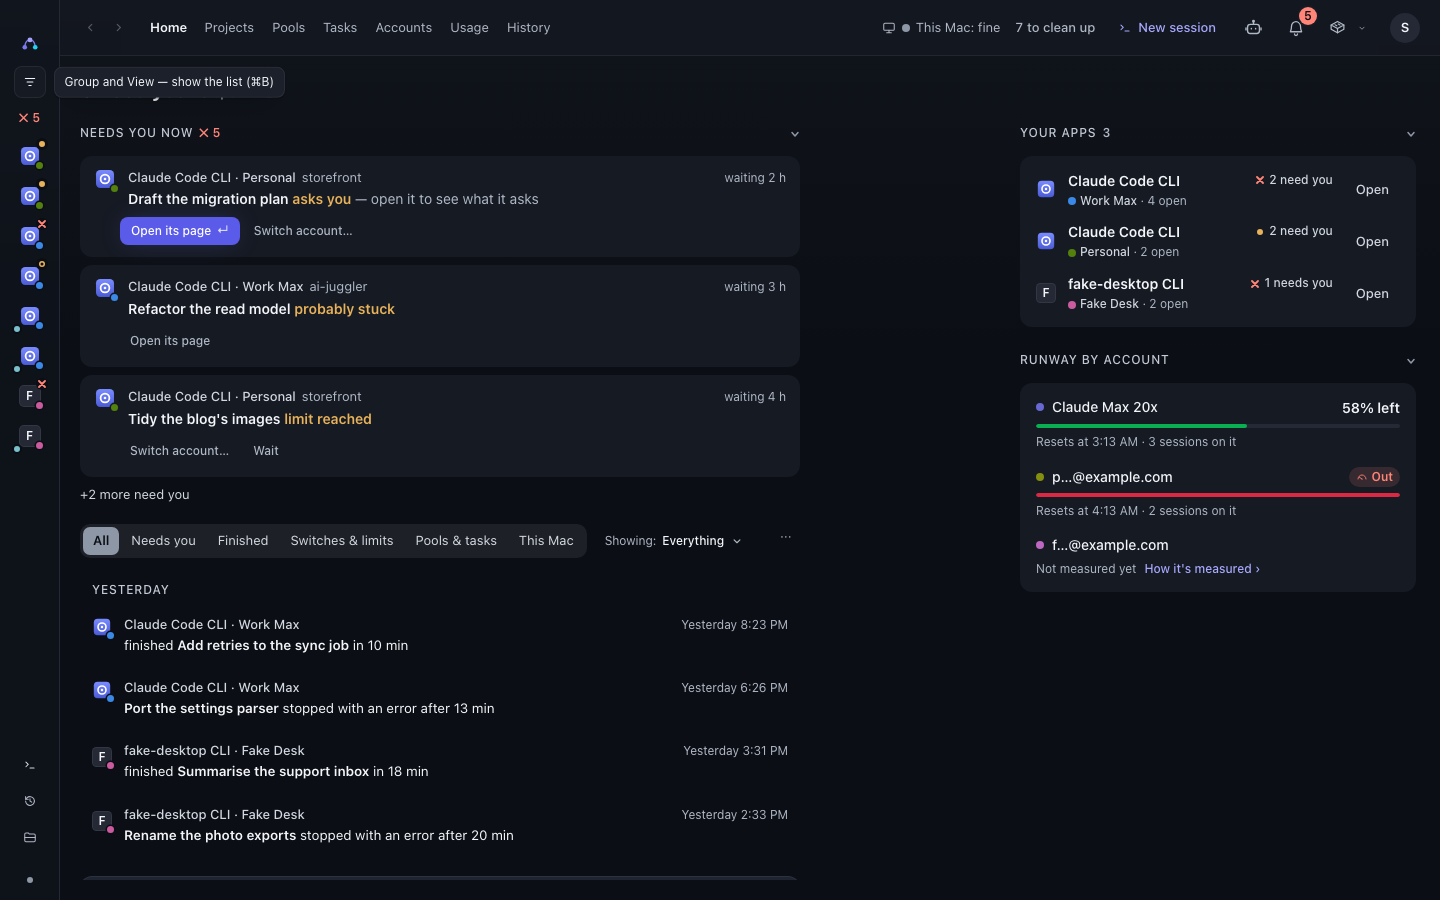 Home Projects Pools Tasks Accounts Usage History
This Mac: fine 7 to clean up New session 5 S
Group and View — show the list (⌘B)
5
F
F
NEEDS YOU NOW 5
Claude Code CLI · Personal storefront waiting 2 h
Draft the migration plan asks you — open it to see what it asks
Open its page Switch account...
Claude Code CLI · Work Max ai-juggler waiting 3 h
Refactor the read model probably stuck
Open its page
Claude Code CLI · Personal storefront waiting 4 h
Tidy the blog's images limit reached
Switch account... Wait
+2 more need you
All Needs you Finished Switches & limits Pools & tasks This Mac Showing: Everything
YESTERDAY
Claude Code CLI · Work Max Yesterday 8:23 PM
finished Add retries to the sync job in 10 min
Claude Code CLI · Work Max Yesterday 6:26 PM
Port the settings parser stopped with an error after 13 min
F fake-desktop CLI · Fake Desk Yesterday 3:31 PM
finished Summarise the support inbox in 18 min
F fake-desktop CLI · Fake Desk Yesterday 2:33 PM
Rename the photo exports stopped with an error after 20 min
YOUR APPS 3
Claude Code CLI 2 need you Open
Work Max · 4 open
Claude Code CLI 2 need you Open
Personal · 2 open
F fake-desktop CLI 1 needs you Open
Fake Desk · 2 open
RUNWAY BY ACCOUNT
Claude Max 20x 58% left
Resets at 3:13 AM · 3 sessions on it
p...@example.com Out
Resets at 4:13 AM · 2 sessions on it
f...@example.com
Not measured yet How it's measured ›